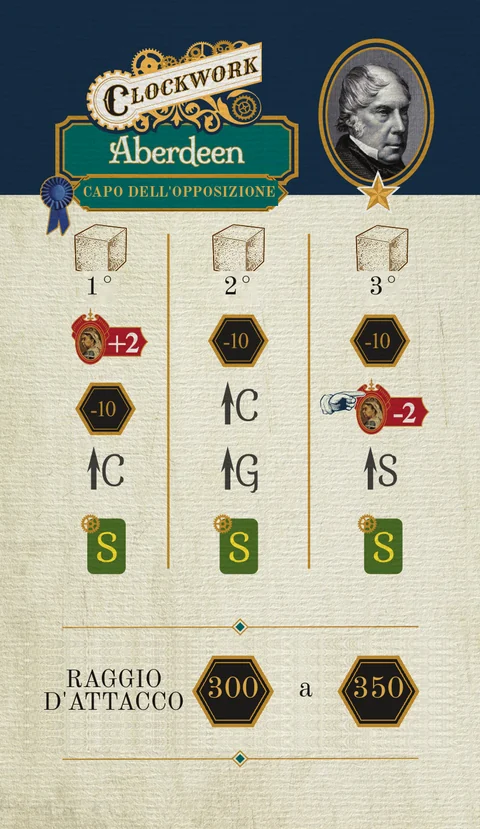 CLOCKWORK
Aberdeen
CAPO DELL'OPPOSIZIONE
1° 2° 3°
+2 -10 -10
-10 C -2
C G S
S S S
RAGGIO
D'ATTACCO 300 a 350